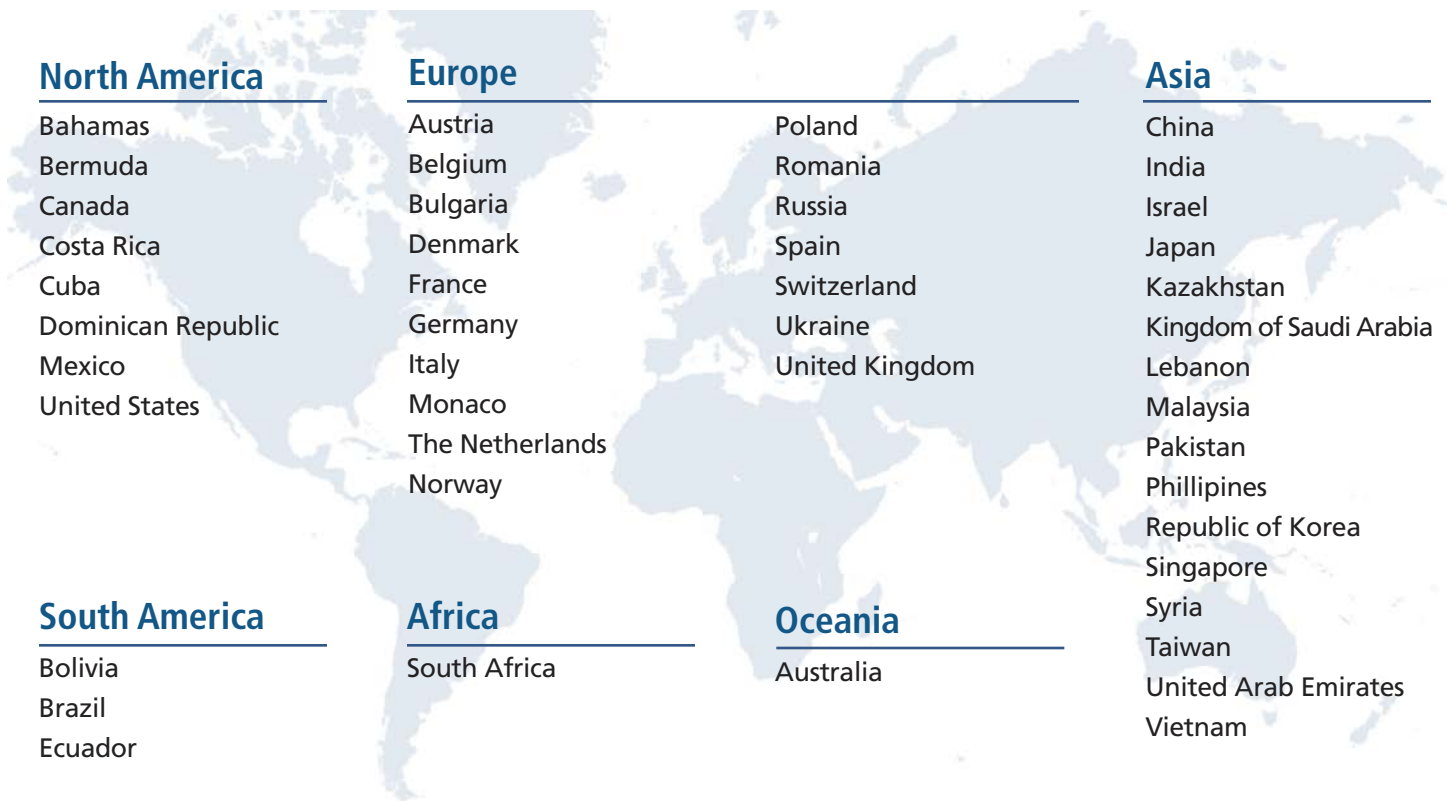 North America
Bahamas
Bermuda
Canada
Costa Rica
Cuba
Dominican Republic
Mexico
United States
Europe
Austria
Belgium
Bulgaria
Denmark
France
Germany
Italy
Monaco
The Netherlands
Norway
Poland
Romania
Russia
Spain
Switzerland
Ukraine
United Kingdom
Asia
China
India
Israel
Japan
Kazakhstan
Kingdom of Saudi Arabia
Lebanon
Malaysia
Pakistan
Phillipines
Republic of Korea
Singapore
Syria
Taiwan
United Arab Emirates
Vietnam
South America
Bolivia
Brazil
Ecuador
Africa
South Africa
Oceania
Australia